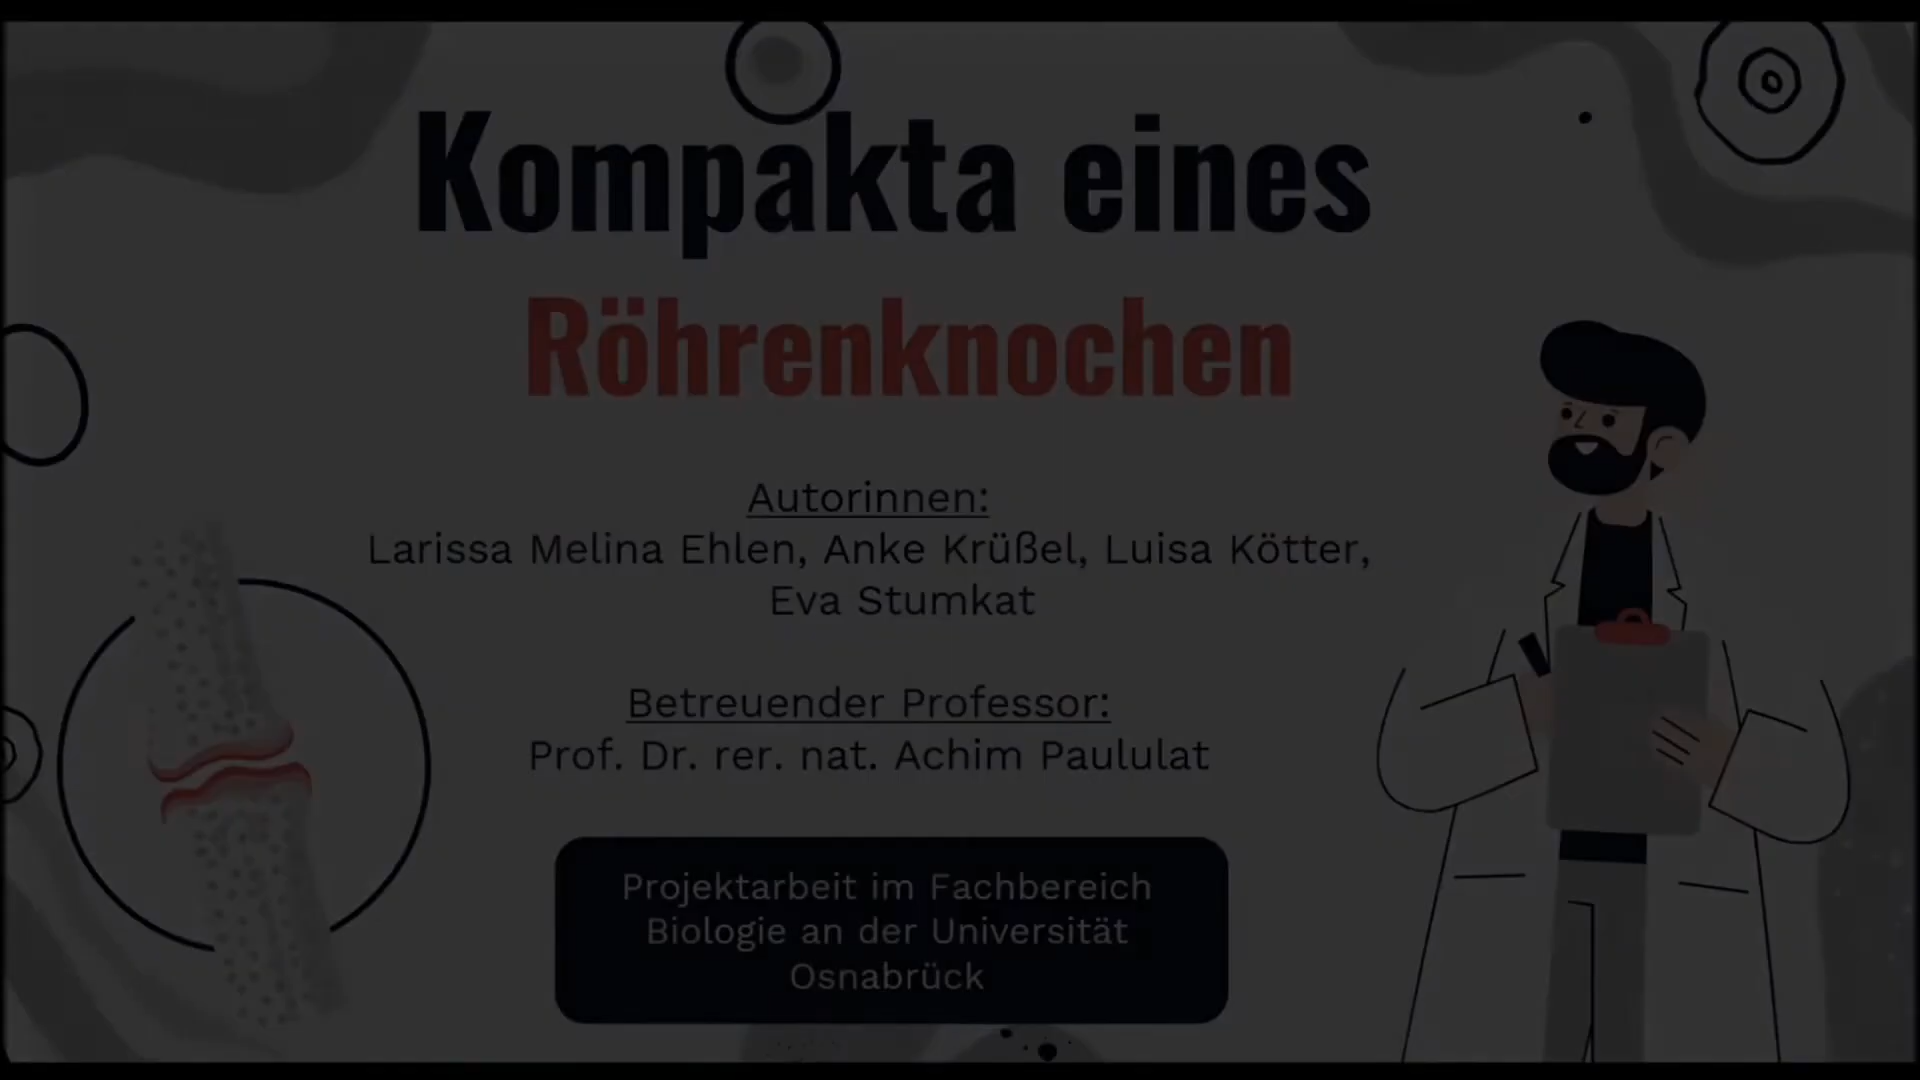 Kompakta eines
Röhrenknochen
Autorinnen:
Larissa Melina Ehlen, Anke Krüßel, Luisa Kötter,
Eva Stumkat
Betreuender Professor:
Prof. Dr. rer. nat. Achim Paululat
Projektarbeit im Fachbereich
Biologie an der Universität
Osnabrück